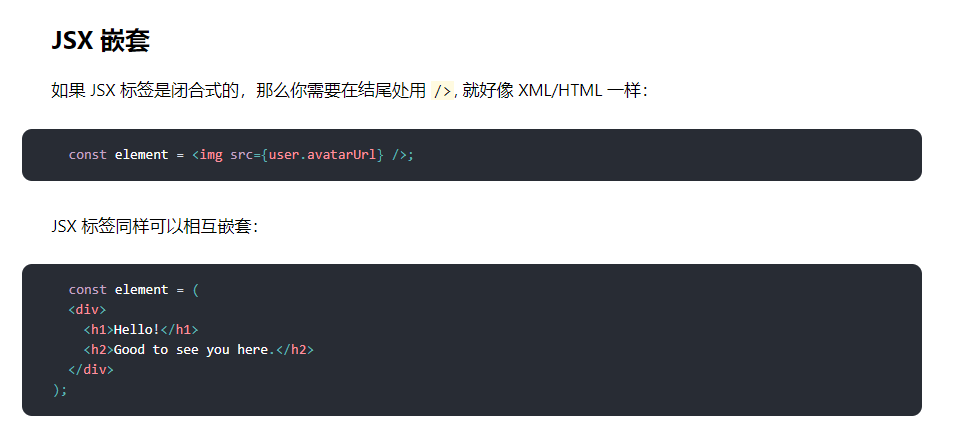 JSX 嵌套
如果 JSX 标签是闭合式的，那么你需要在结尾处用 />, 就好像 XML/HTML 一样：
const element = <img src={user.avatarUrl} />;
JSX 标签同样可以相互嵌套：
const element = (
<div>
<h1>Hello!</h1>
<h2>Good to see you here.</h2>
</div>
);